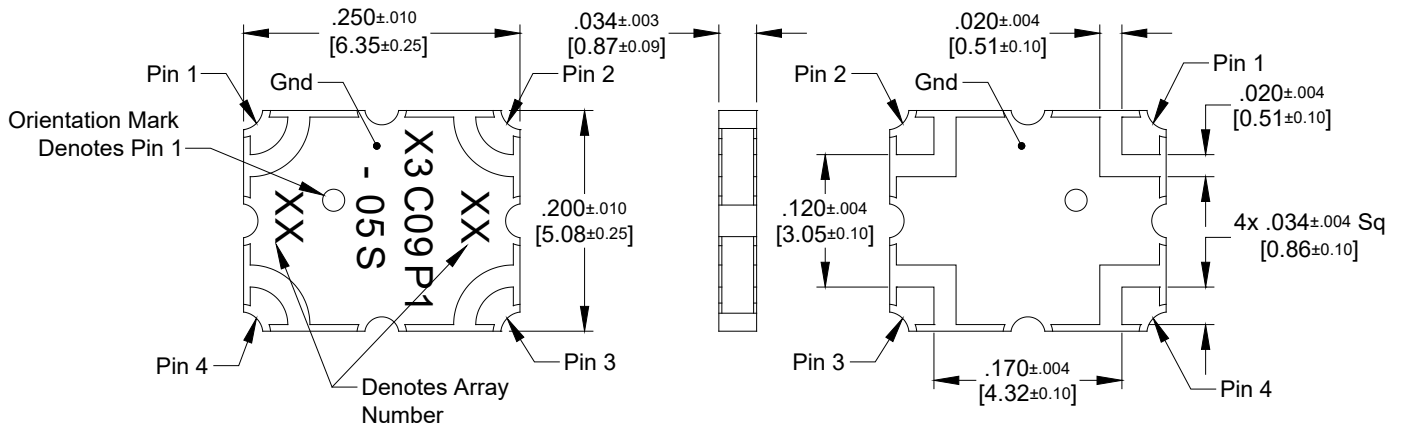 .250±.010
[6.35±0.25]
.034±.003
[0.87±0.09]
.020±.004
[0.51±0.10]
Pin 1
Gnd
Pin 2
Pin 2
Gnd
Pin 1
.020±.004
[0.51±0.10]
Orientation Mark
Denotes Pin 1
X3C09P1
-05S
XX
XX
.200±.010
[5.08±0.25]
.120±.004
[3.05±0.10]
4x .034±.004 Sq
[0.86±0.10]
Pin 4
Pin 3
Denotes Array
Number
Pin 3
.170±.004
[4.32±0.10]
Pin 4